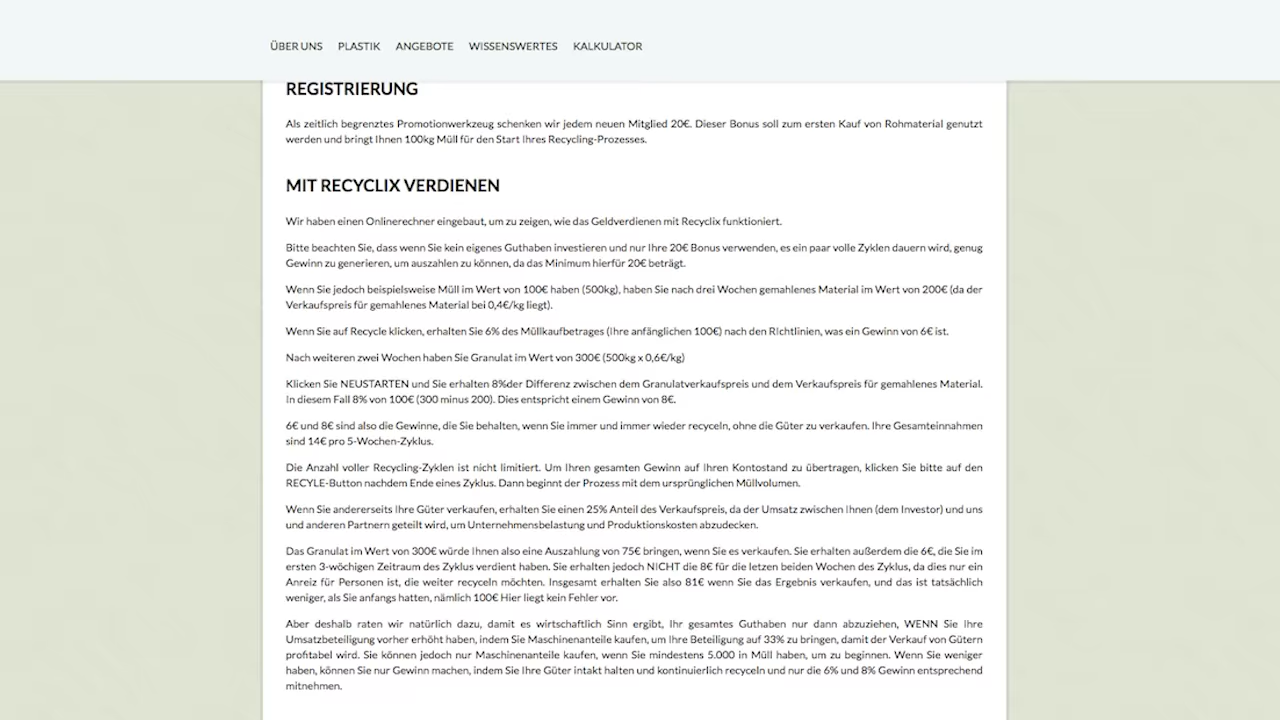 ÜBER UNS PLASTIK ANGEBOTE WISSENSWERTES KALKULATOR
REGISTRIERUNG
Als zeitlich begrenztes Promotionwerkzeug schenken wir jedem neuen Mitglied 20€. Dieser Bonus soll zum ersten Kauf von Rohmaterial genutzt
werden und bringt Ihnen 100kg Müll für den Start Ihres Recycling-Prozesses.
MIT RECYCLIX VERDIENEN
Wir haben einen Onlinerechner eingebaut, um zu zeigen, wie das Geldverdienen mit Recyclix funktioniert.
Bitte beachten Sie, dass wenn Sie kein eigenes Guthaben investieren und nur Ihre 20€ Bonus verwenden, es ein paar volle Zyklen dauern wird, genug
Gewinn zu generieren, um auszahlen zu können, da das Minimum hierfür 20€ beträgt.
Wenn Sie jedoch beispielsweise Müll im Wert von 100€ haben (500kg), haben Sie nach drei Wochen gemahlenes Material im Wert von 200€ (da der
Verkaufspreis für gemahlenes Material bei 0,4€/kg liegt).
Wenn Sie auf Recycle klicken, erhalten Sie 6% des Müllkaufbetrages (Ihre anfänglichen 100€) nach den Richtlinien, was ein Gewinn von 6€ ist.
Nach weiteren zwei Wochen haben Sie Granulat im Wert von 300€ (500kg x 0,6€/kg)
Klicken Sie NEUSTARTEN und Sie erhalten 8%der Differenz zwischen dem Granulatverkaufspreis und dem Verkaufspreis für gemahlenes Material.
In diesem Fall 8% von 100€ (300 minus 200). Dies entspricht einem Gewinn von 8€.
6€ und 8€ sind also die Gewinne, die Sie behalten, wenn Sie immer und immer wieder recyceln, ohne die Güter zu verkaufen. Ihre Gesamteinnahmen
sind 14€ pro 5-Wochen-Zyklus.
Die Anzahl voller Recycling-Zyklen ist nicht limitiert. Um Ihren gesamten Gewinn auf Ihren Kontostand zu übertragen, klicken Sie bitte auf den
RECYLE-Button nachdem Ende eines Zyklus. Dann beginnt der Prozess mit dem ursprünglichen Müllvolumen.
Wenn Sie andererseits Ihre Güter verkaufen, erhalten Sie einen 25% Anteil des Verkaufspreis, da der Umsatz zwischen Ihnen (dem Investor) und uns
und anderen Partnern geteilt wird, um Unternehmensbelastung und Produktionskosten abzudecken.
Das Granulat im Wert von 300€ würde Ihnen also eine Auszahlung von 75€ bringen, wenn Sie es verkaufen. Sie erhalten außerdem die 6€, die Sie im
ersten 3-wöchigen Zeitraum des Zyklus verdient haben. Sie erhalten jedoch NICHT die 8€ für die letzen beiden Wochen des Zyklus, da dies nur ein
Anreiz für Personen ist, die weiter recyceln möchten. Insgesamt erhalten Sie also 81€ wenn Sie das Ergebnis verkaufen, und das ist tatsächlich
weniger, als Sie anfangs hatten, nämlich 100€ Hier liegt kein Fehler vor.
Aber deshalb raten wir natürlich dazu, damit es wirtschaftlich Sinn ergibt, Ihr gesamtes Guthaben nur dann abzuziehen, WENN Sie Ihre
Umsatzbeteiligung vorher erhöht haben, indem Sie Maschinenanteile kaufen, um Ihre Beteiligung auf 33% zu bringen, damit der Verkauf von Gütern
profitabel wird. Sie können jedoch nur Maschinenanteile kaufen, wenn Sie mindestens 5.000 in Müll haben, um zu beginnen. Wenn Sie weniger
haben, können Sie nur Gewinn machen, indem Sie Ihre Güter intakt halten und kontinuierlich recyceln und nur die 6% und 8% Gewinn entsprechend
mitnehmen.